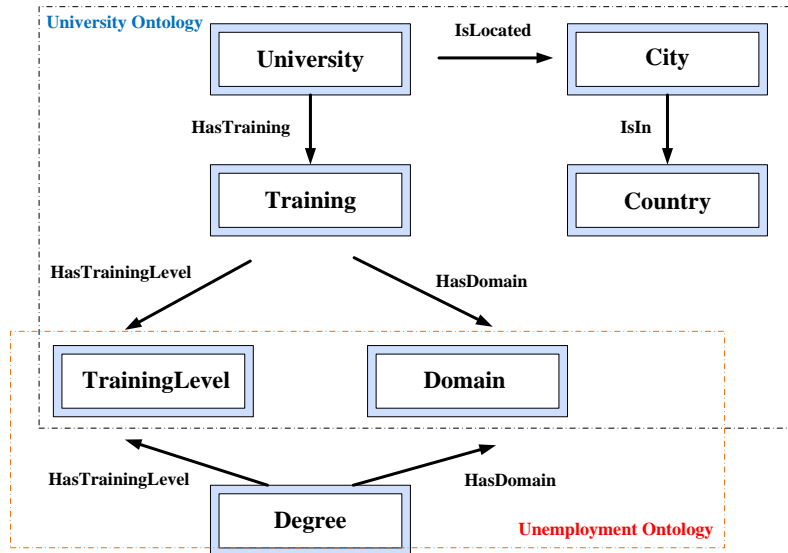 University Ontology
IsLocated
University
City
HasTraining
IsIn
Training
Country
HasTrainingLevel
HasDomain
TrainingLevel
Domain
HasTrainingLevel
HasDomain
Degree
Unemployment Ontology